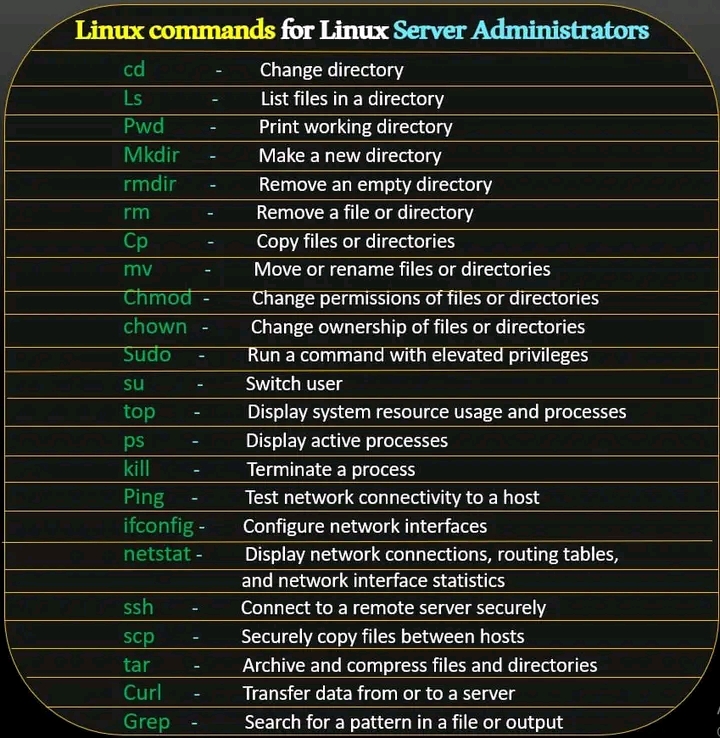 Linux commands for Linux Server Administrators
cd - Change directory
Ls - List files in a directory
Pwd - Print working directory
Mkdir - Make a new directory
rmdir - Remove an empty directory
rm - Remove a file or directory
Cp - Copy files or directories
mv - Move or rename files or directories
Chmod - Change permissions of files or directories
chown - Change ownership of files or directories
Sudo - Run a command with elevated privileges
su - Switch user
top - Display system resource usage and processes
ps - Display active processes
kill - Terminate a process
Ping - Test network connectivity to a host
ifconfig - Configure network interfaces
netstat - Display network connections, routing tables,
and network interface statistics
ssh - Connect to a remote server securely
scp - Securely copy files between hosts
tar - Archive and compress files and directories
Curl - Transfer data from or to a server
Grep - Search for a pattern in a file or output